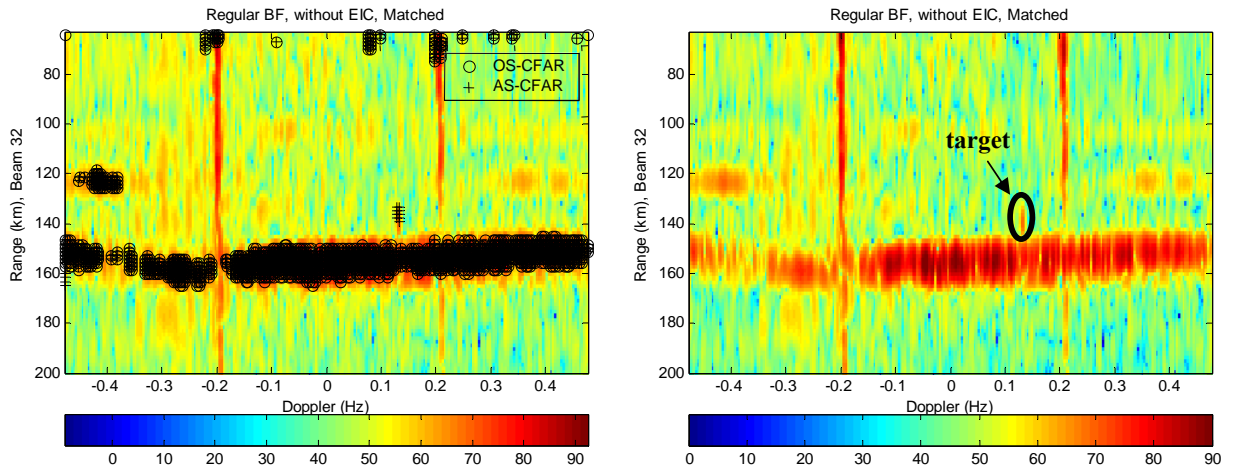 Regular BF, without EIC, Matched
OS-CFAR
AS-CFAR
Range (km), Beam 32
80
100
120
140
160
180
200
-0.4 -0.3 -0.2 -0.1 0 0.1 0.2 0.3 0.4
Doppler (Hz)
0 10 20 30 40 50 60 70 80 90
Regular BF, without EIC, Matched
target
Range (km), Beam 32
80
100
120
140
160
180
200
-0.4 -0.3 -0.2 -0.1 0 0.1 0.2 0.3 0.4
Doppler (Hz)
0 10 20 30 40 50 60 70 80 90